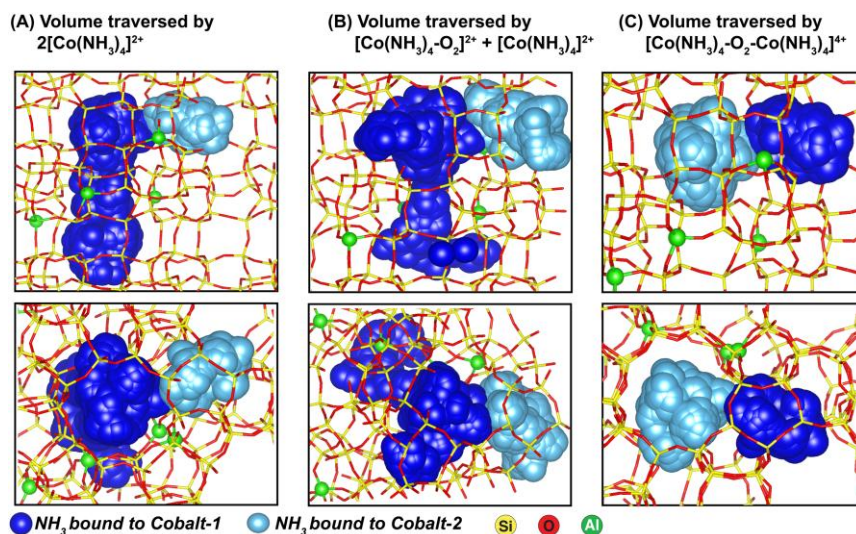 (A) Volume traversed by
2[Co(NH₃)₄]²⁺
(B) Volume traversed by
[Co(NH₃)₄-O₂]²⁺ + [Co(NH₃)₄]²⁺
(C) Volume traversed by
[Co(NH₃)₄-O₂-Co(NH₃)₄]⁴⁺
NH₃ bound to Cobalt-1 NH₃ bound to Cobalt-2 Si O Al